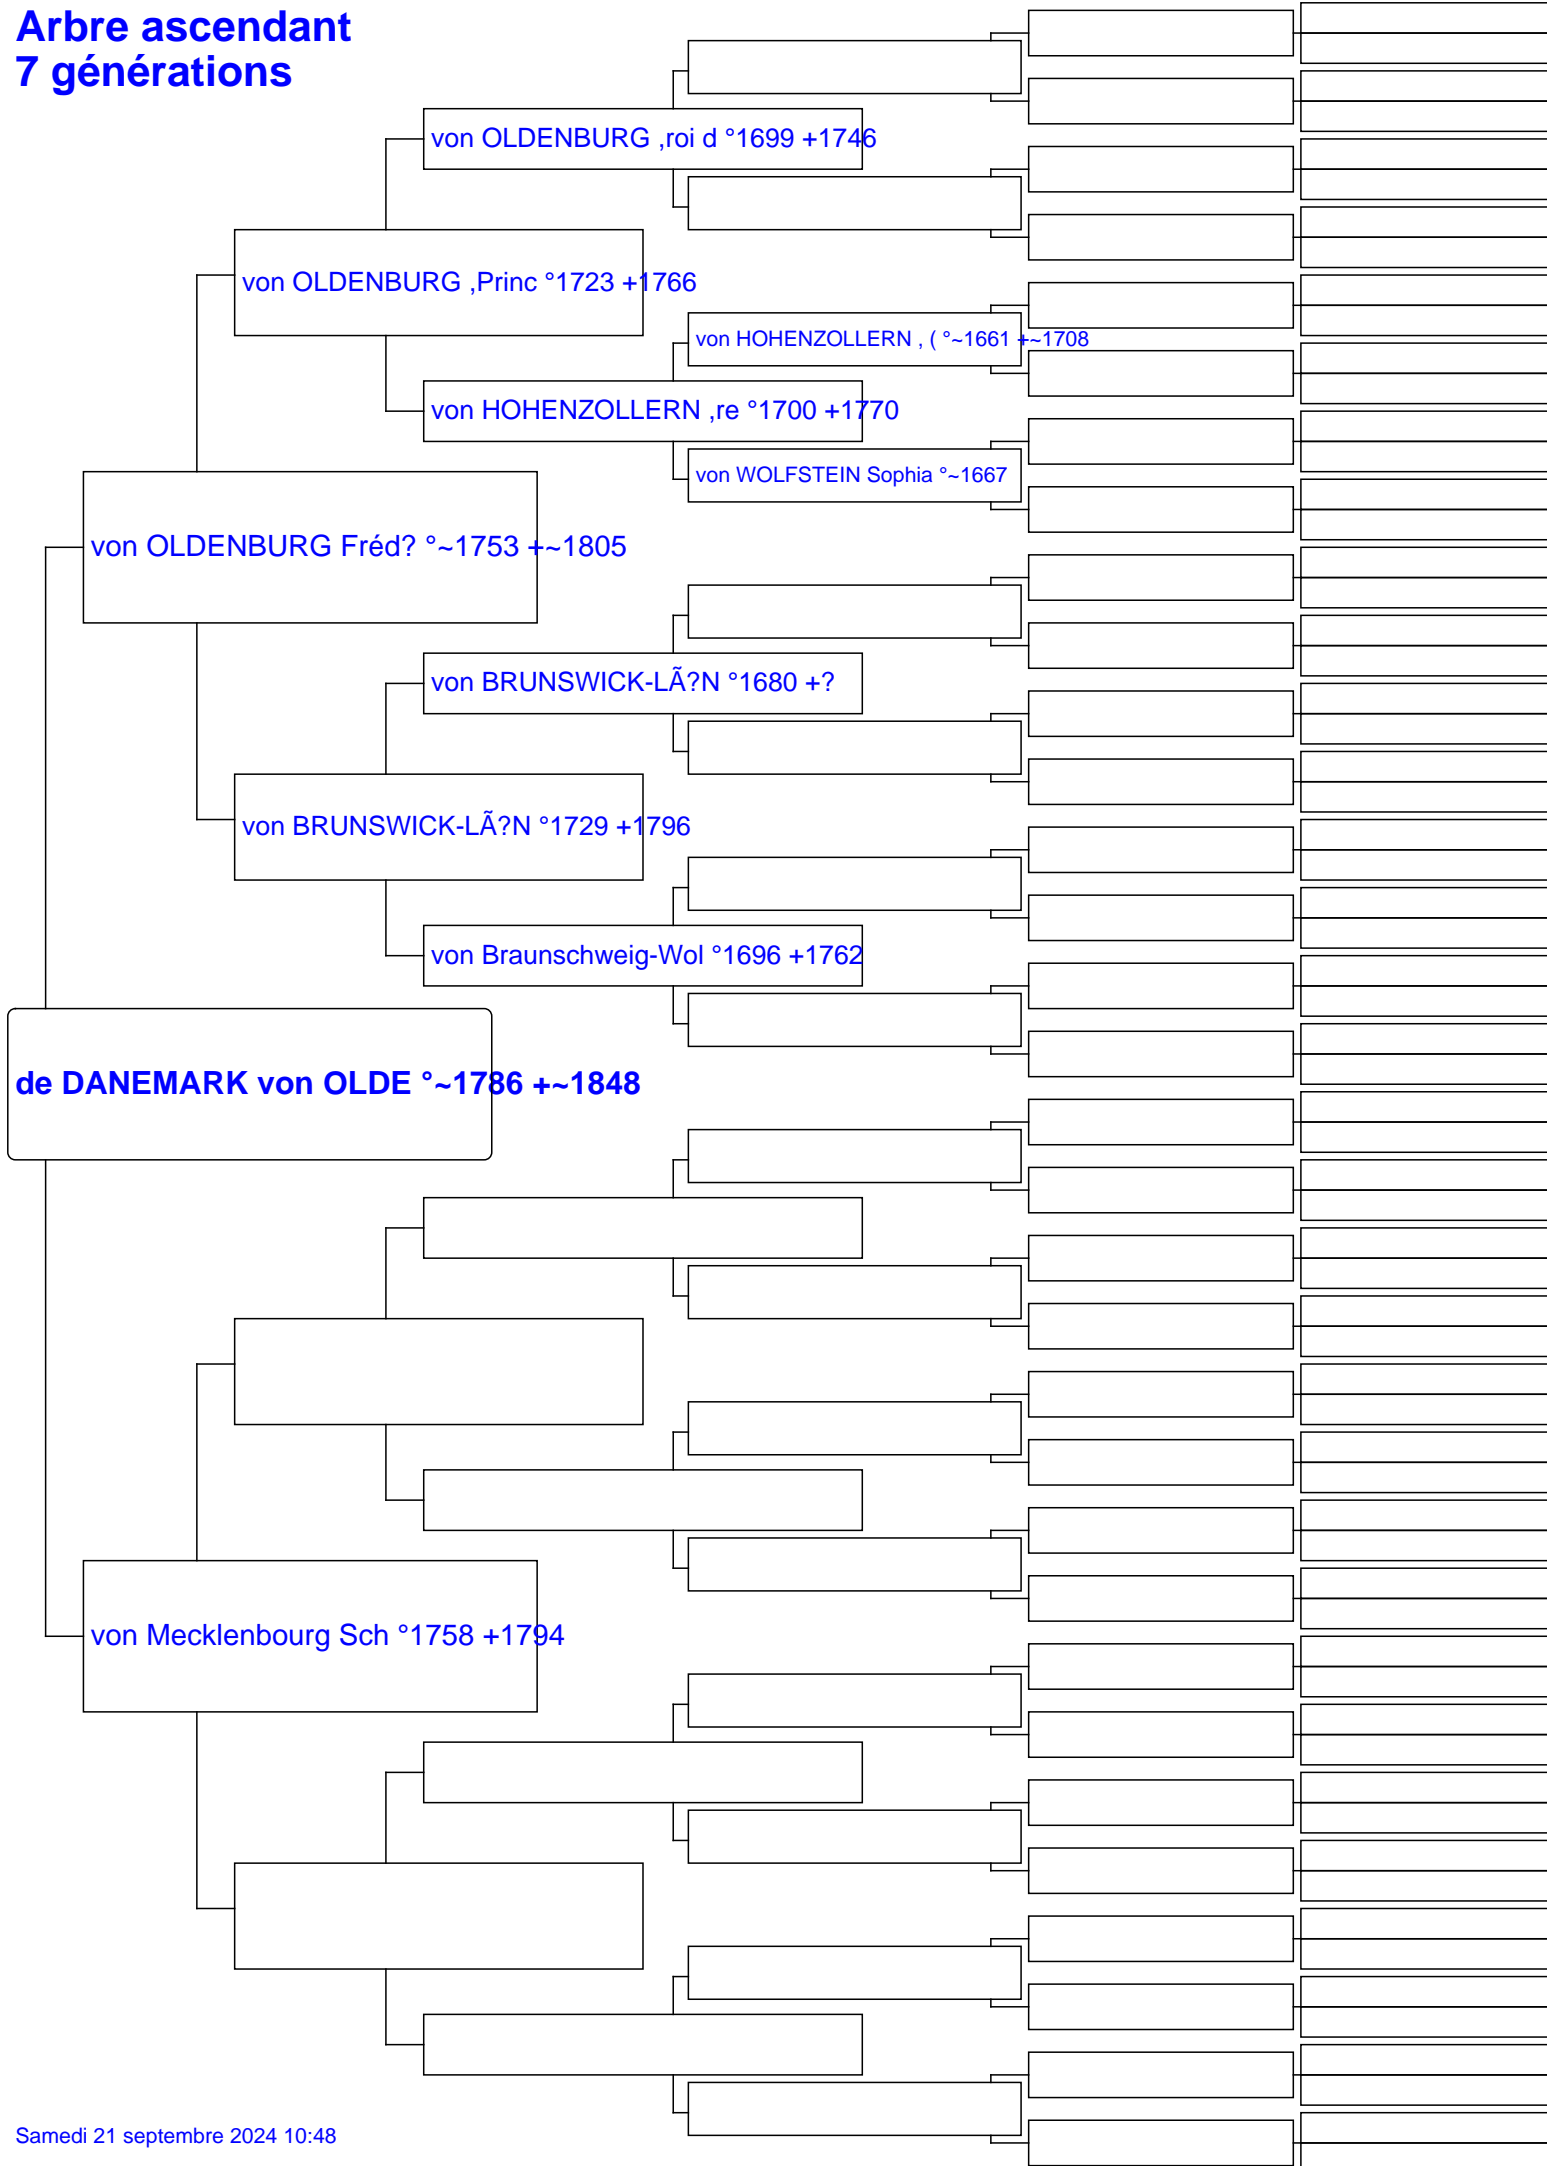 Arbre ascendant
7 générations
von OLDENBURG ,roi d °1699 +1746
von OLDENBURG ,Princ °1723 +1766
von HOHENZOLLERN , ( °~1661 +~1708
von HOHENZOLLERN ,re °1700 +1770
von WOLFSTEIN Sophia °~1667
von OLDENBURG Fréd? °~1753 +~1805
von BRUNSWICK-LÃ?N °1680 +?
von BRUNSWICK-LÃ?N °1729 +1796
von Braunschweig-Wol °1696 +1762
de DANEMARK von OLDE °~1786 +~1848
von Mecklenbourg Sch °1758 +1794
Samedi 21 septembre 2024 10:48